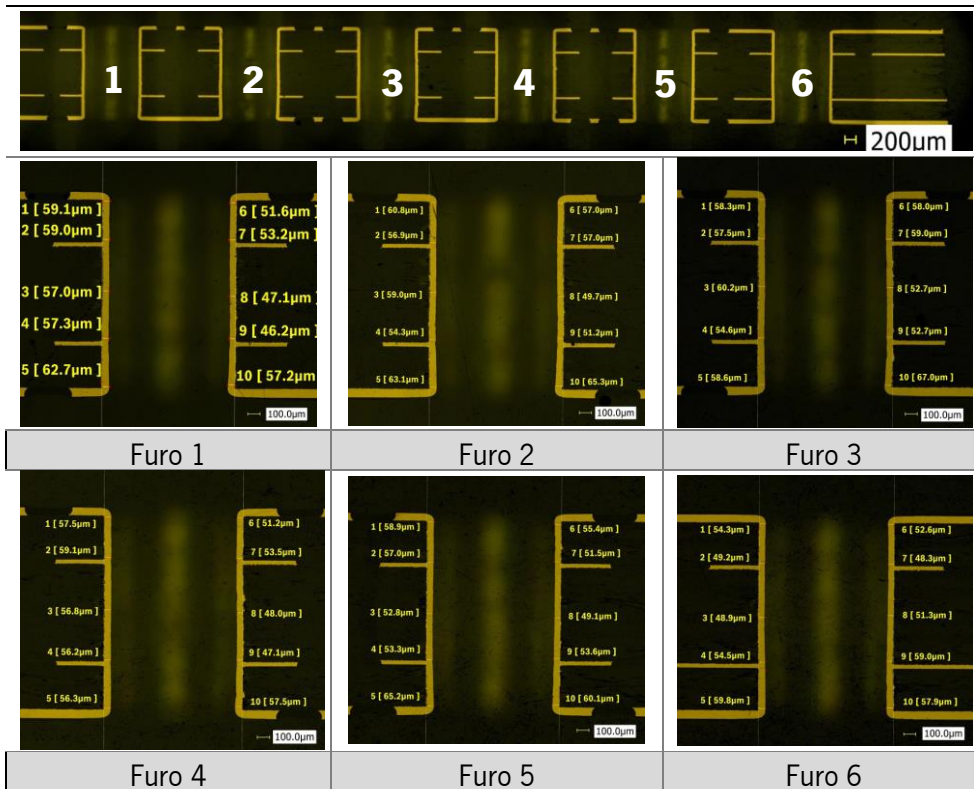 1 2 3 4 5 6
200µm
1 [ 59.1µm ] 6 [ 51.6µm ]
2 [ 59.0µm ] 7 [ 53.2µm ]
3 [ 57.0µm ] 8 [ 47.1µm ]
4 [ 57.3µm ] 9 [ 46.2µm ]
5 [ 62.7µm ] 10 [ 57.2µm
100.0µm
1 [ 60.8µm ] 6 [ 57.0µm ]
2 [ 56.9µm ] 7 [ 57.0µm ]
3 [ 59.0µm ] 8 [ 49.7µm ]
4 [ 54.3µm ] 9 [ 51.2µm ]
5 [ 63.1µm ] 10 [ 65.3µm ]
100.0µm
1 [ 58.3µm ] 6 [ 58.0µm ]
2 [ 57.5µm ] 7 [ 59.0µm ]
3 [ 60.2µm ] 8 [ 52.7µm ]
4 [ 54.6µm ] 9 [ 52.7µm ]
5 [ 58.6µm ] 10 [ 67.0µm ]
100.0µm
Furo 1 Furo 2 Furo 3
1 [ 57.5µm ] 6 [ 51.2µm ]
2 [ 59.1µm ] 7 [ 53.5µm ]
3 [ 56.8µm ] 8 [ 48.0µm ]
4 [ 56.2µm ] 9 [ 47.1µm ]
5 [ 56.3µm ] 10 [ 57.5µm ]
100.0µm
1 [ 58.9µm ] 6 [ 55.4µm ]
2 [ 57.0µm ] 7 [ 51.5µm ]
3 [ 52.8µm ] 8 [ 49.1µm ]
4 [ 53.3µm ] 9 [ 53.6µm ]
5 [ 65.2µm ] 10 [ 60.1µm ]
100.0µm
1 [ 54.3µm ] 6 [ 52.6µm ]
2 [ 49.2µm ] 7 [ 48.3µm ]
3 [ 48.9µm ] 8 [ 51.3µm ]
4 [ 54.5µm ] 9 [ 59.0µm ]
5 [ 59.8µm ] 10 [ 57.9µm ]
100.0µm
Furo 4 Furo 5 Furo 6